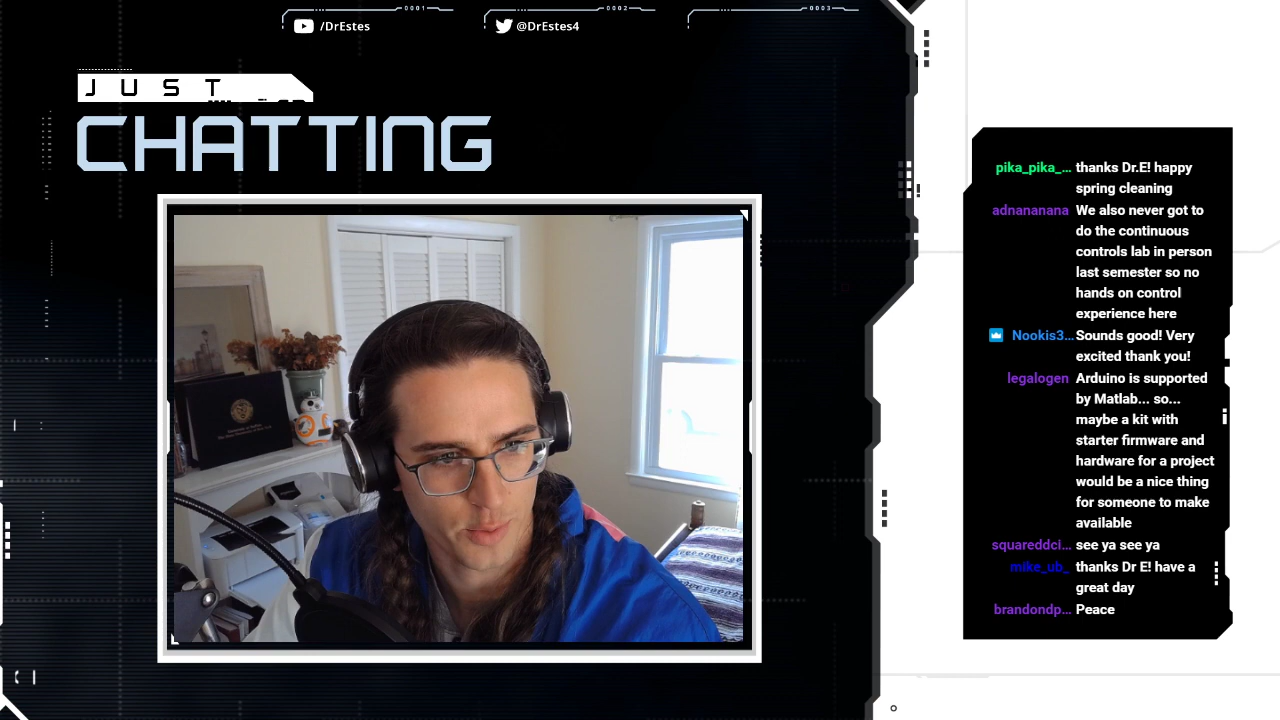 0001
0002
0003
/DrEstes
@DrEstes4
JUST
CHATTING
pika_pika_... thanks Dr.E! happy
spring cleaning
adnananana We also never got to
do the continuous
controls lab in person
last semester so no
hands on control
experience here
Nookis3... Sounds good! Very
excited thank you!
legalogen Arduino is supported
by Matlab... so...
maybe a kit with
starter firmware and
hardware for a project
would be a nice thing
for someone to make
available
squareddci... see ya see ya
mike_ub_ thanks Dr E! have a
great day
brandondp... Peace